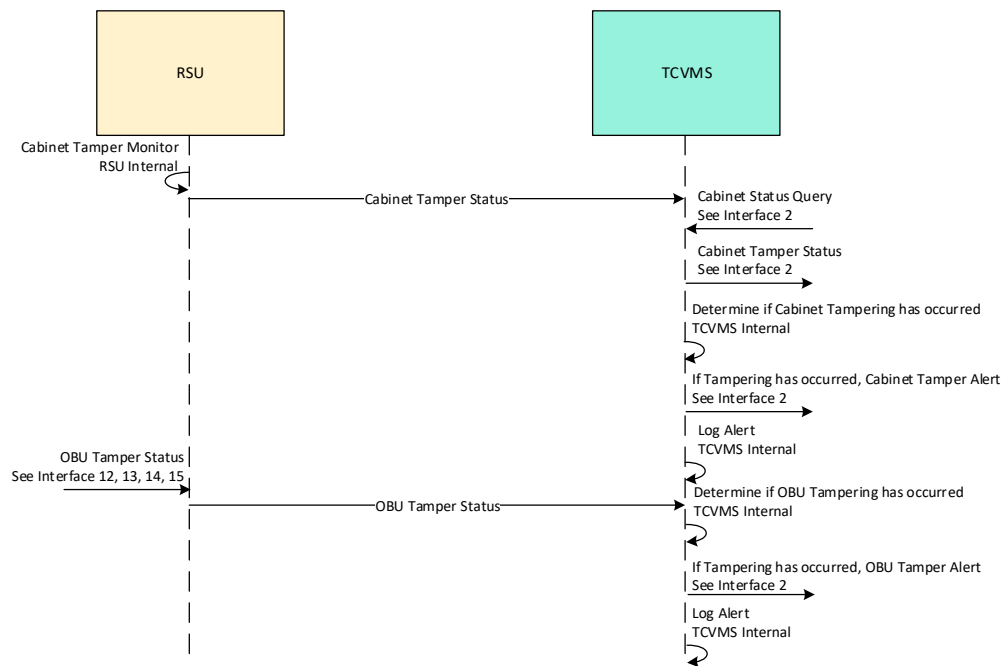 RSU
TCVMS
Cabinet Tamper Monitor
RSU Internal
Cabinet Tamper Status
Cabinet Status Query
See Interface 2
Cabinet Tamper Status
See Interface 2
Determine if Cabinet Tampering has occurred
TCVMS Internal
If Tampering has occurred, Cabinet Tamper Alert
See Interface 2
Log Alert
TCVMS Internal
OBU Tamper Status
See Interface 12, 13, 14, 15
OBU Tamper Status
Determine if OBU Tampering has occurred
TCVMS Internal
If Tampering has occurred, OBU Tamper Alert
See Interface 2
Log Alert
TCVMS Internal